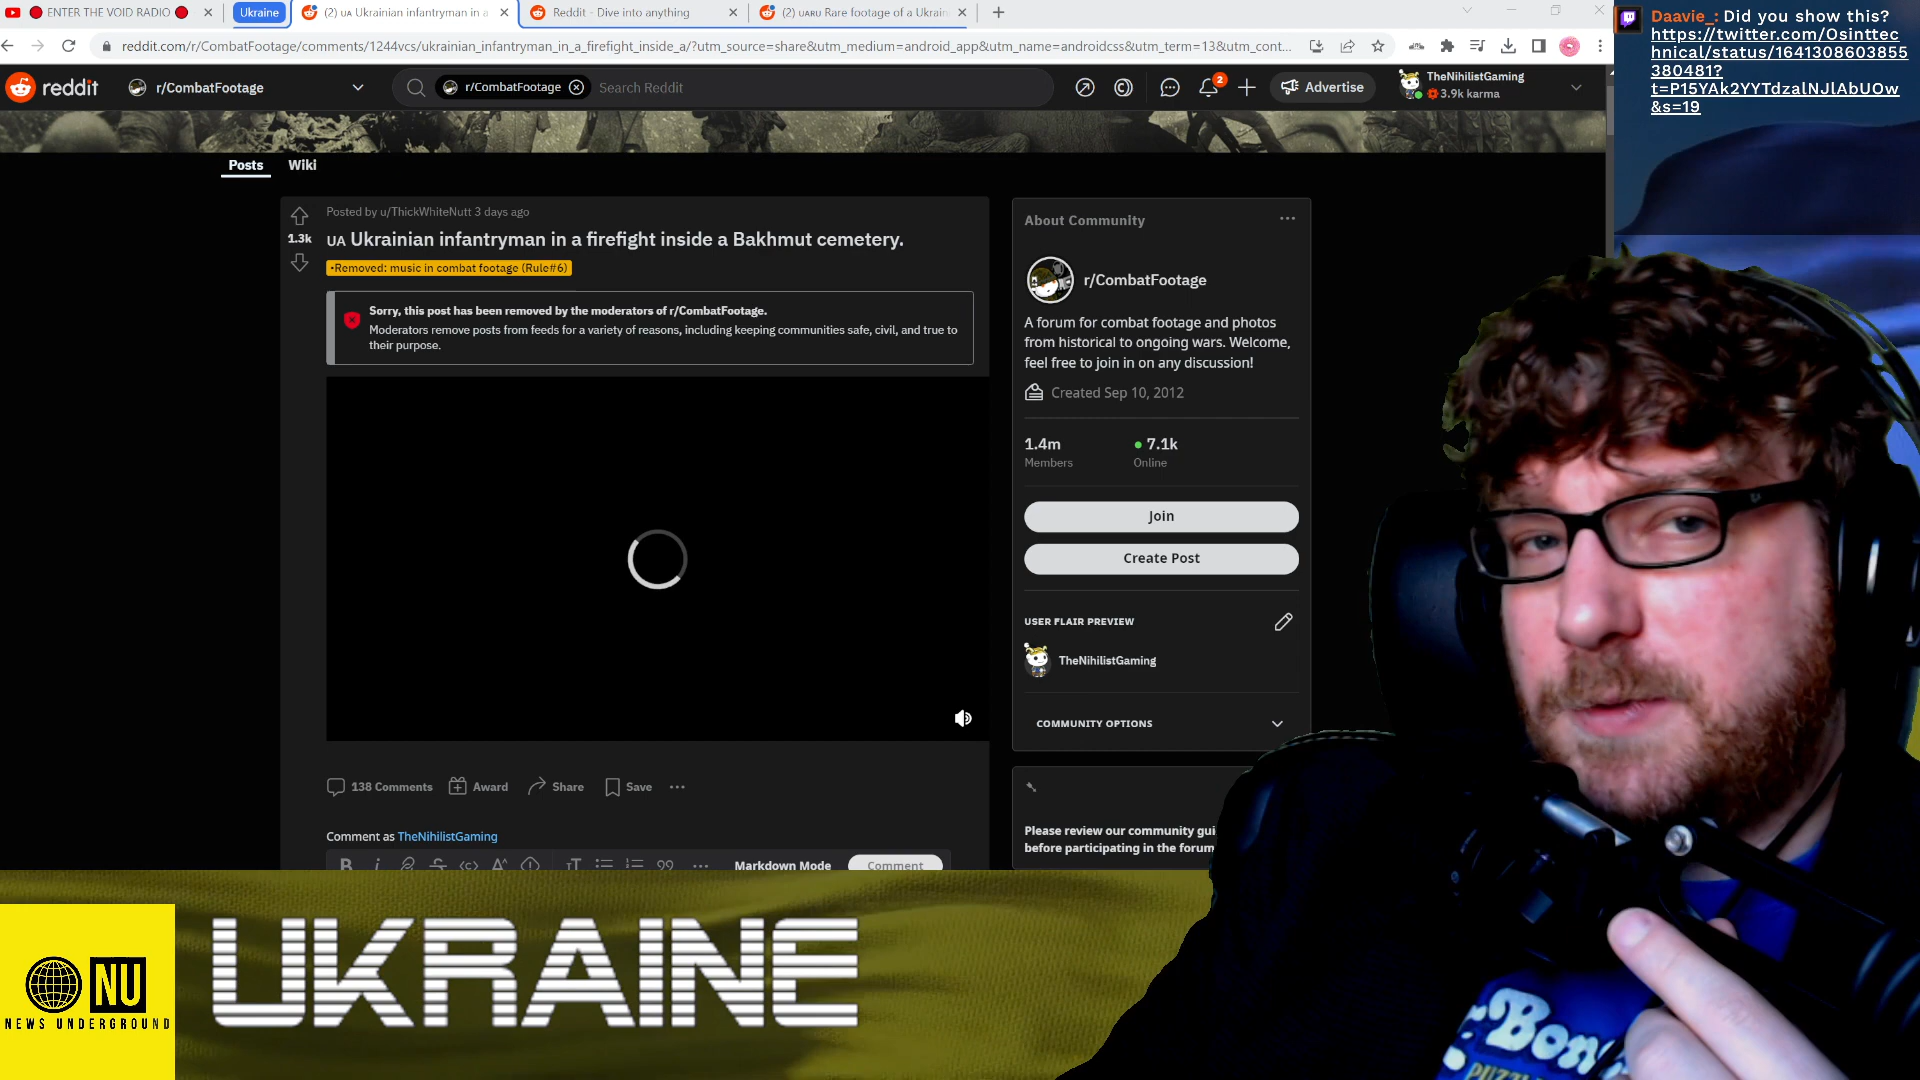 ENTER THE VOID RADIO
Ukraine
(2) UA Ukrainian infantryman in a
Reddit - Dive into anything
(2) UARU Rare footage of a Ukrain
reddit.com/r/CombatFootage/comments/1244vcs/ukrainian_infantryman_in_a_firefight_inside_a/?utm_source=share&utm_medium=android_app&utm_name=androidcss&utm_term=13&utm_cont...
reddit
r/CombatFootage
r/CombatFootage
Search Reddit
2
Advertise
TheNihilistGaming
3.9k karma
Daavie_: Did you show this?
https://twitter.com/Osinttec
hnical/status/1641308603855
380481?
t=P15YAk2YYTdzalNJlAbUOw
&s=19
Posts
Wiki
Posted by u/ThickWhiteNutt 3 days ago
1.3k
UA Ukrainian infantryman in a firefight inside a Bakhmut cemetery.
•Removed: music in combat footage (Rule#6)
Sorry, this post has been removed by the moderators of r/CombatFootage.
Moderators remove posts from feeds for a variety of reasons, including keeping communities safe, civil, and true to
their purpose.
138 Comments
Award
Share
Save
Comment as TheNihilistGaming
Markdown Mode
Comment
About Community
r/CombatFootage
A forum for combat footage and photos
from historical to ongoing wars. Welcome,
feel free to join in on any discussion!
Created Sep 10, 2012
1.4m
7.1k
Members
Online
Join
Create Post
USER FLAIR PREVIEW
TheNihilistGaming
COMMUNITY OPTIONS
Please review our community gui
before participating in the forum
NU
NEWS UNDERGROUND
UKRAINE
Bon
PUZZ